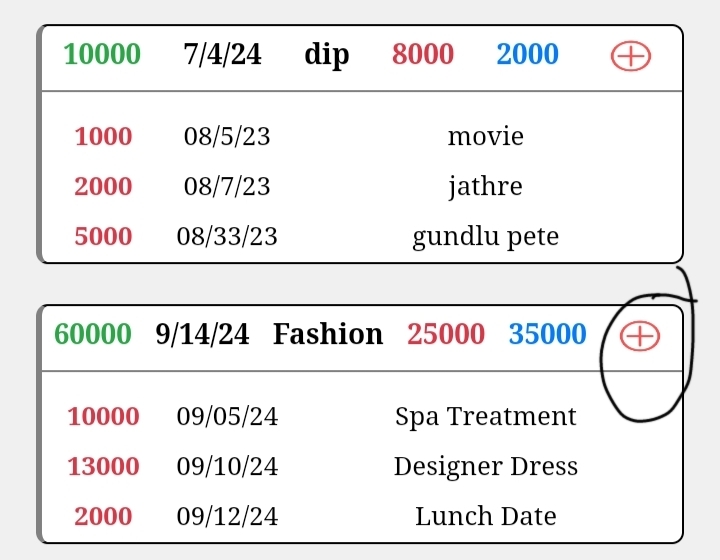 10000 7/4/24 dip 8000 2000
1000 08/5/23 movie
2000 08/7/23 jathre
5000 08/33/23 gundlu pete
60000 9/14/24 Fashion 25000 35000
10000 09/05/24 Spa Treatment
13000 09/10/24 Designer Dress
2000 09/12/24 Lunch Date